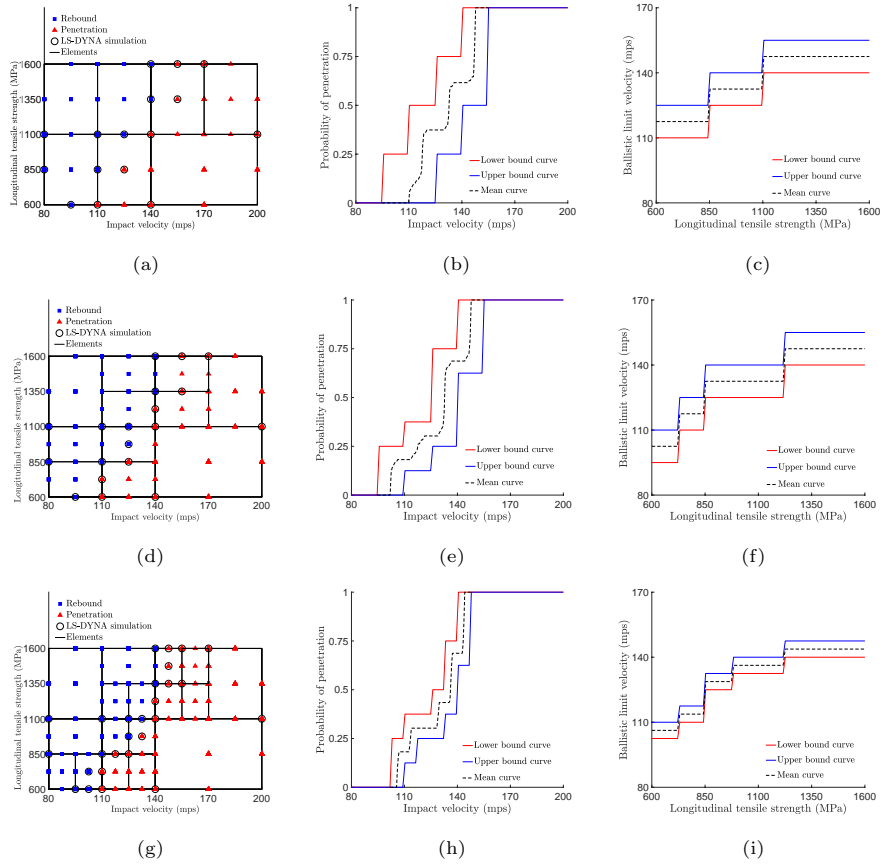 Rebound
Penetration
LS-DYNA simulation
Elements
Longitudinal tensile strength (MPa)
1600
1350
1100
850
600
80 110 140 170 200
Impact velocity (mps)
(a)
Probability of penetration
1
0.75
0.5
0.25
0
80 110 140 170 200
Impact velocity (mps)
Lower bound curve
Upper bound curve
Mean curve
(b)
Ballistic limit velocity (mps)
170
140
110
80
600 850 1100 1350 1600
Longitudinal tensile strength (MPa)
Lower bound curve
Upper bound curve
Mean curve
(c)
Rebound
Penetration
LS-DYNA simulation
Elements
Longitudinal tensile strength (MPa)
1600
1350
1100
850
600
80 110 140 170 200
Impact velocity (mps)
(d)
Probability of penetration
1
0.75
0.5
0.25
0
80 110 140 170 200
Impact velocity (mps)
Lower bound curve
Upper bound curve
Mean curve
(e)
Ballistic limit velocity (mps)
170
140
110
80
600 850 1100 1350 1600
Longitudinal tensile strength (MPa)
Lower bound curve
Upper bound curve
Mean curve
(f)
Rebound
Penetration
LS-DYNA simulation
Elements
Longitudinal tensile strength (MPa)
1600
1350
1100
850
600
80 110 140 170 200
Impact velocity (mps)
(g)
Probability of penetration
1
0.75
0.5
0.25
0
80 110 140 170 200
Impact velocity (mps)
Lower bound curve
Upper bound curve
Mean curve
(h)
Ballistic limit velocity (mps)
170
140
110
80
600 850 1100 1350 1600
Longitudinal tensile strength (MPa)
Lower bound curve
Upper bound curve
Mean curve
(i)